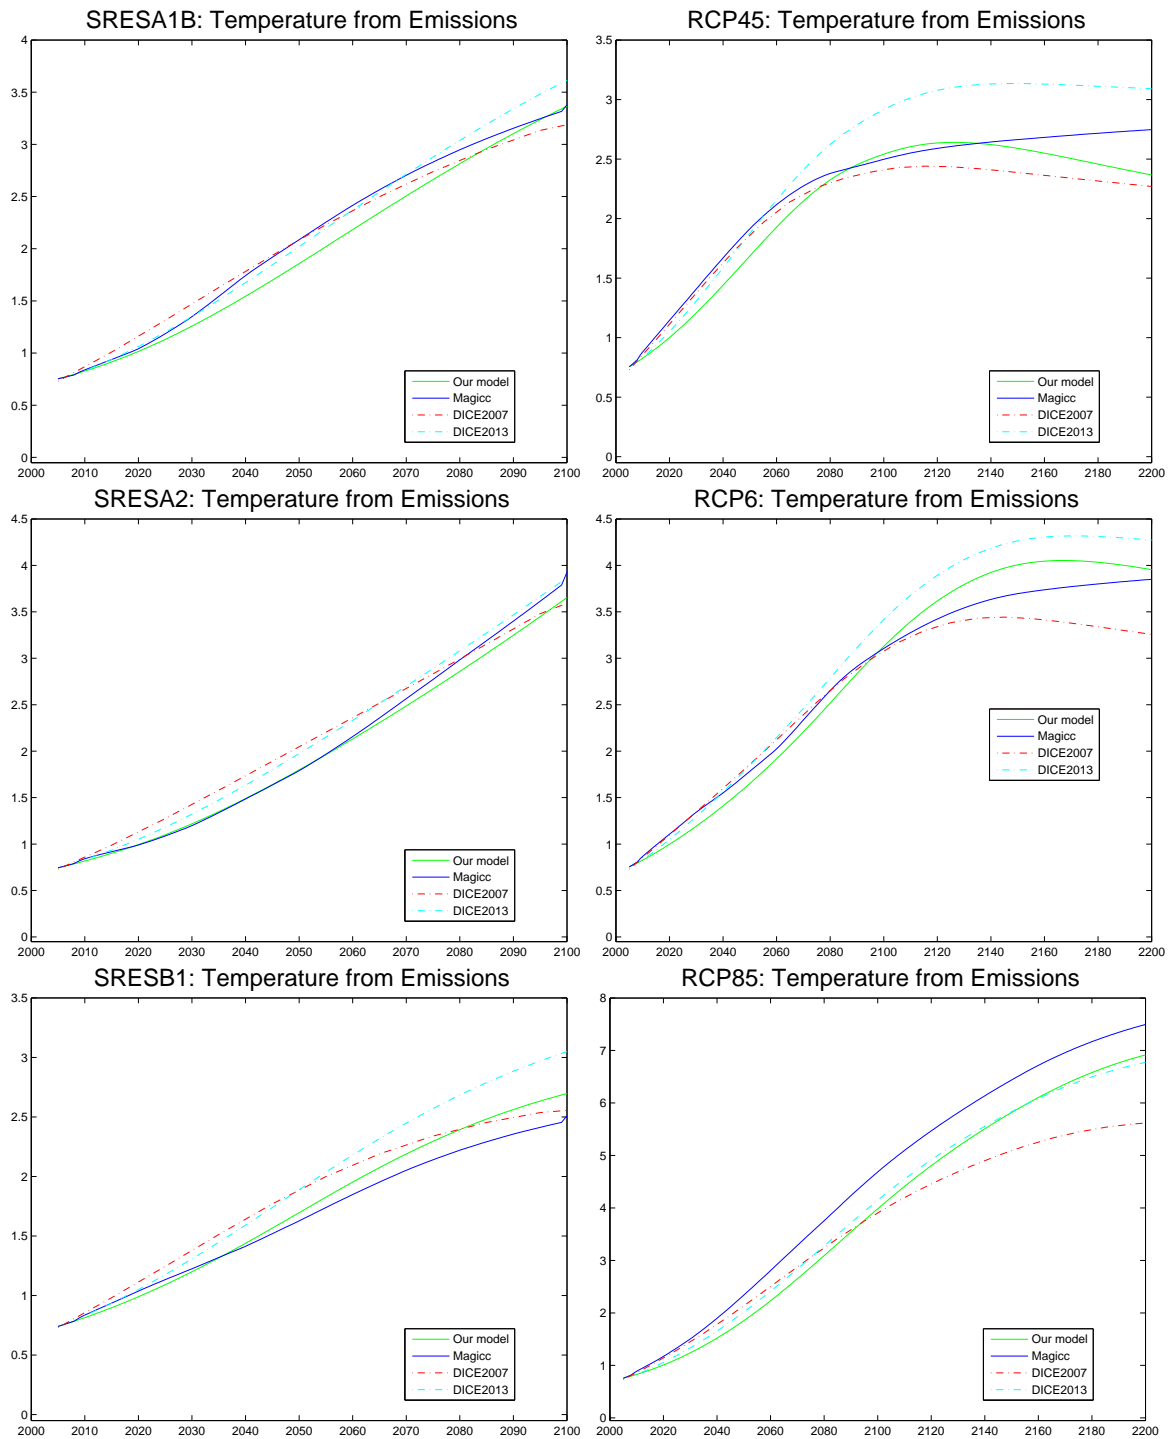 SRESA1B: Temperature from Emissions
4
3.5
3
2.5
2
1.5
1
0.5
0
2000 2010 2020 2030 2040 2050 2060 2070 2080 2090 2100
Our model
Magicc
DICE2007
DICE2013
RCP45: Temperature from Emissions
3.5
3
2.5
2
1.5
1
0.5
0
2000 2020 2040 2060 2080 2100 2120 2140 2160 2180 2200
Our model
Magicc
DICE2007
DICE2013
SRESA2: Temperature from Emissions
4.5
4
3.5
3
2.5
2
1.5
1
0.5
0
2000 2010 2020 2030 2040 2050 2060 2070 2080 2090 2100
Our model
Magicc
DICE2007
DICE2013
RCP6: Temperature from Emissions
4.5
4
3.5
3
2.5
2
1.5
1
0.5
0
2000 2020 2040 2060 2080 2100 2120 2140 2160 2180 2200
Our model
Magicc
DICE2007
DICE2013
SRESB1: Temperature from Emissions
3.5
3
2.5
2
1.5
1
0.5
0
2000 2010 2020 2030 2040 2050 2060 2070 2080 2090 2100
Our model
Magicc
DICE2007
DICE2013
RCP85: Temperature from Emissions
8
7
6
5
4
3
2
1
0
2000 2020 2040 2060 2080 2100 2120 2140 2160 2180 2200
Our model
Magicc
DICE2007
DICE2013